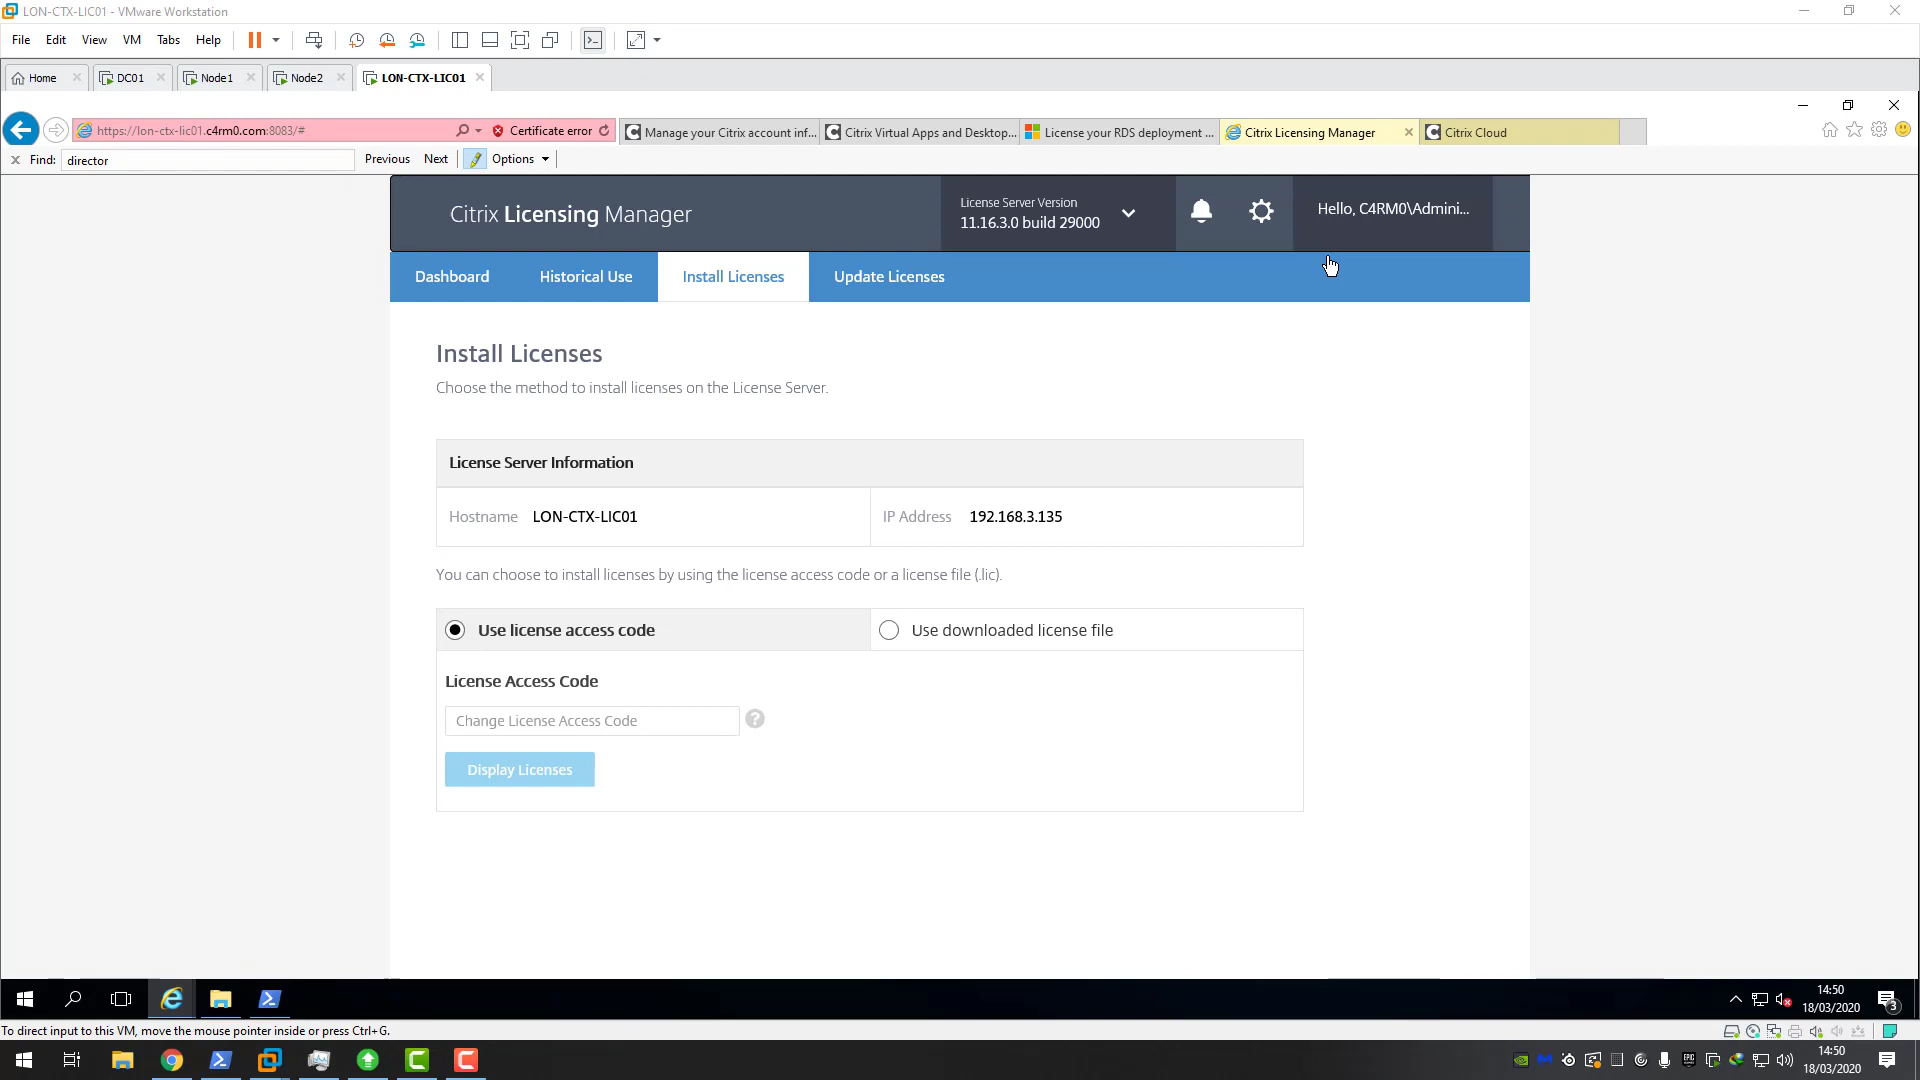 LON-CTX-LIC01 - VMware Workstation
File Edit View VM Tabs Help
Home DC01 Node1 Node2 LON-CTX-LIC01
https://lon-ctx-lic01.c4rm0.com:8083/# Certificate error Manage your Citrix account inf... Citrix Virtual Apps and Desktop... License your RDS deployment ... Citrix Licensing Manager Citrix Cloud
Find: director Previous Next Options
Citrix Licensing Manager
License Server Version
11.16.3.0 build 29000
Hello, C4RM0\Admini...
Dashboard Historical Use Install Licenses Update Licenses
Install Licenses
Choose the method to install licenses on the License Server.
License Server Information
Hostname LON-CTX-LIC01 IP Address 192.168.3.135
You can choose to install licenses by using the license access code or a license file (.lic).
Use license access code Use downloaded license file
License Access Code
Change License Access Code ?
Display Licenses
14:50
18/03/2020
3
To direct input to this VM, move the mouse pointer inside or press Ctrl+G.
14:50
18/03/2020